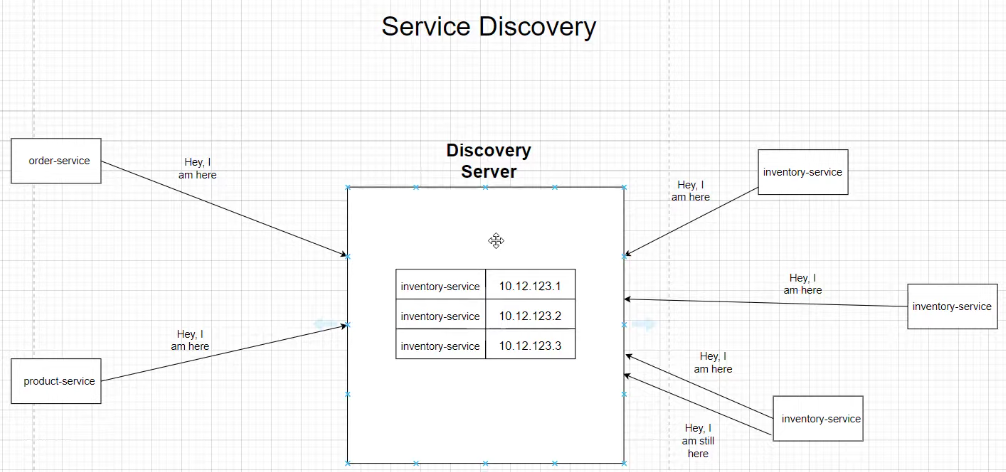 Service Discovery
Discovery
Server
order-service
Hey, I
am here
product-service
Hey, I
am here
inventory-service 10.12.123.1
inventory-service 10.12.123.2
inventory-service 10.12.123.3
Hey, I
am here
inventory-service
Hey, I
am here
inventory-service
Hey, I
am here
Hey, I
am still
here
inventory-service